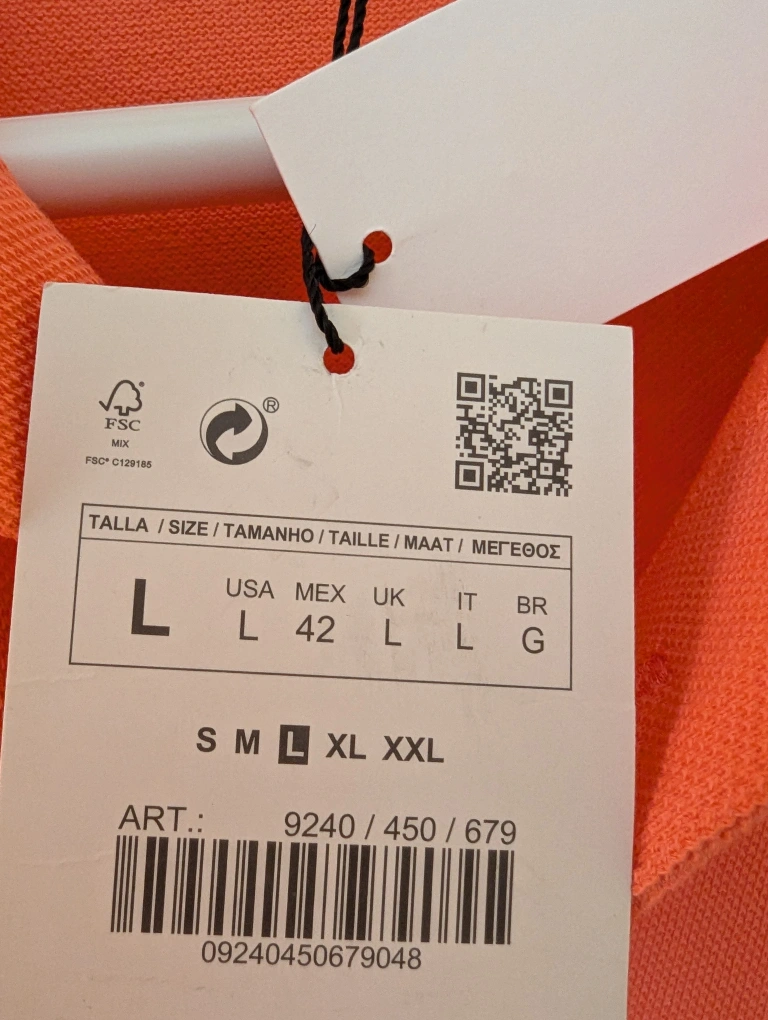 FSC
MIX
FSC® C129185
®
TALLA / SIZE / TAMANHO / TAILLE / MAAT / ΜΕΓΕΘΟΣ
L
USA MEX UK IT BR
L 42 L L G
S M L XL XXL
ART.: 9240 / 450 / 679
09240450679048